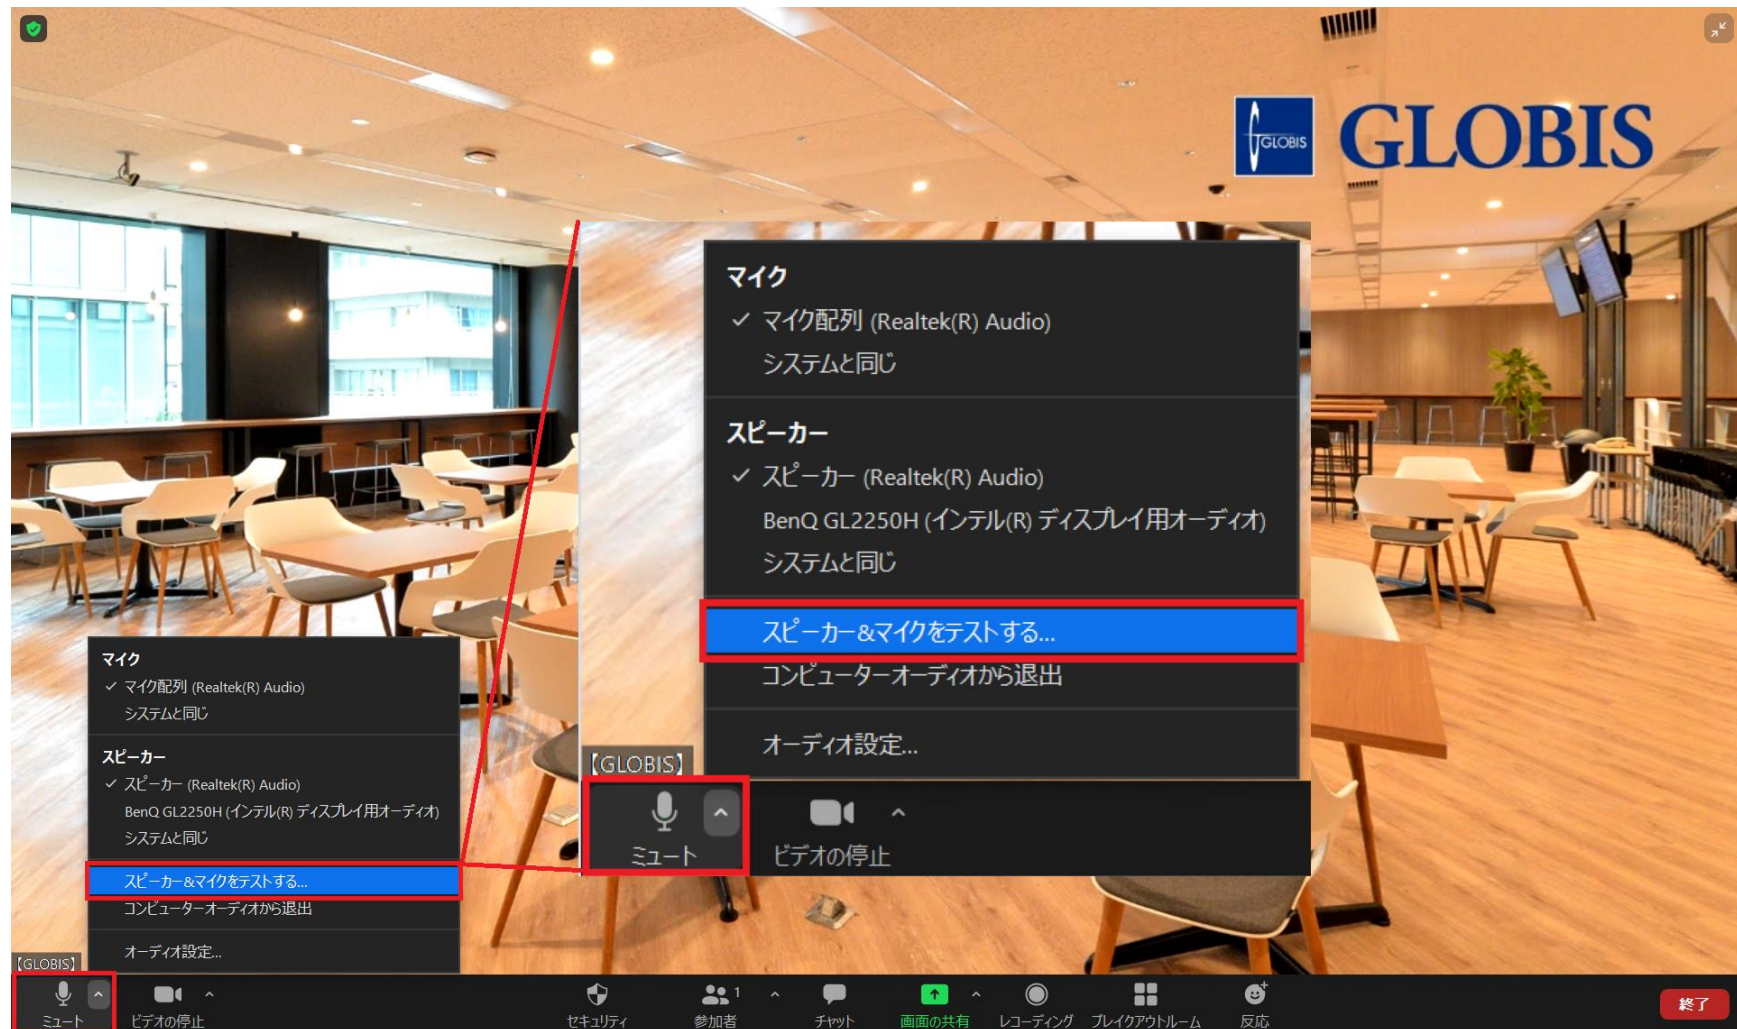 GLOBIS
GLOBIS
マイク
✓ マイク配列 (Realtek(R) Audio)
システムと同じ
スピーカー
✓ スピーカー (Realtek(R) Audio)
BenQ GL2250H (インテル(R) ディスプレイ用オーディオ)
システムと同じ
スピーカー&マイクをテストする...
コンピューターオーディオから退出
オーディオ設定...
【GLOBIS】
ミュート
ビデオの停止
マイク
✓ マイク配列 (Realtek(R) Audio)
システムと同じ
スピーカー
✓ スピーカー (Realtek(R) Audio)
BenQ GL2250H (インテル(R) ディスプレイ用オーディオ)
システムと同じ
スピーカー&マイクをテストする...
コンピューターオーディオから退出
オーディオ設定...
【GLOBIS】
ミュート
ビデオの停止
セキュリティ
1
参加者
チャット
画面の共有
レコーディング
ブレイクアウトルーム
反応
終了